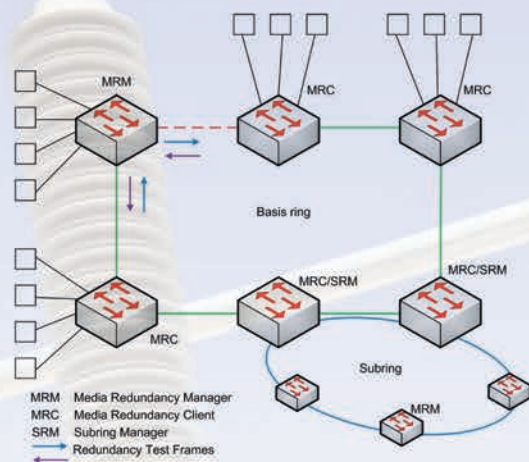 MRM
MRC
MRC
Basis ring
MRC/SRM
MRC/SRM
MRC
Subring
MRM
MRM Media Redundancy Manager
MRC Media Redundancy Client
SRM Subring Manager
Redundancy Test Frames